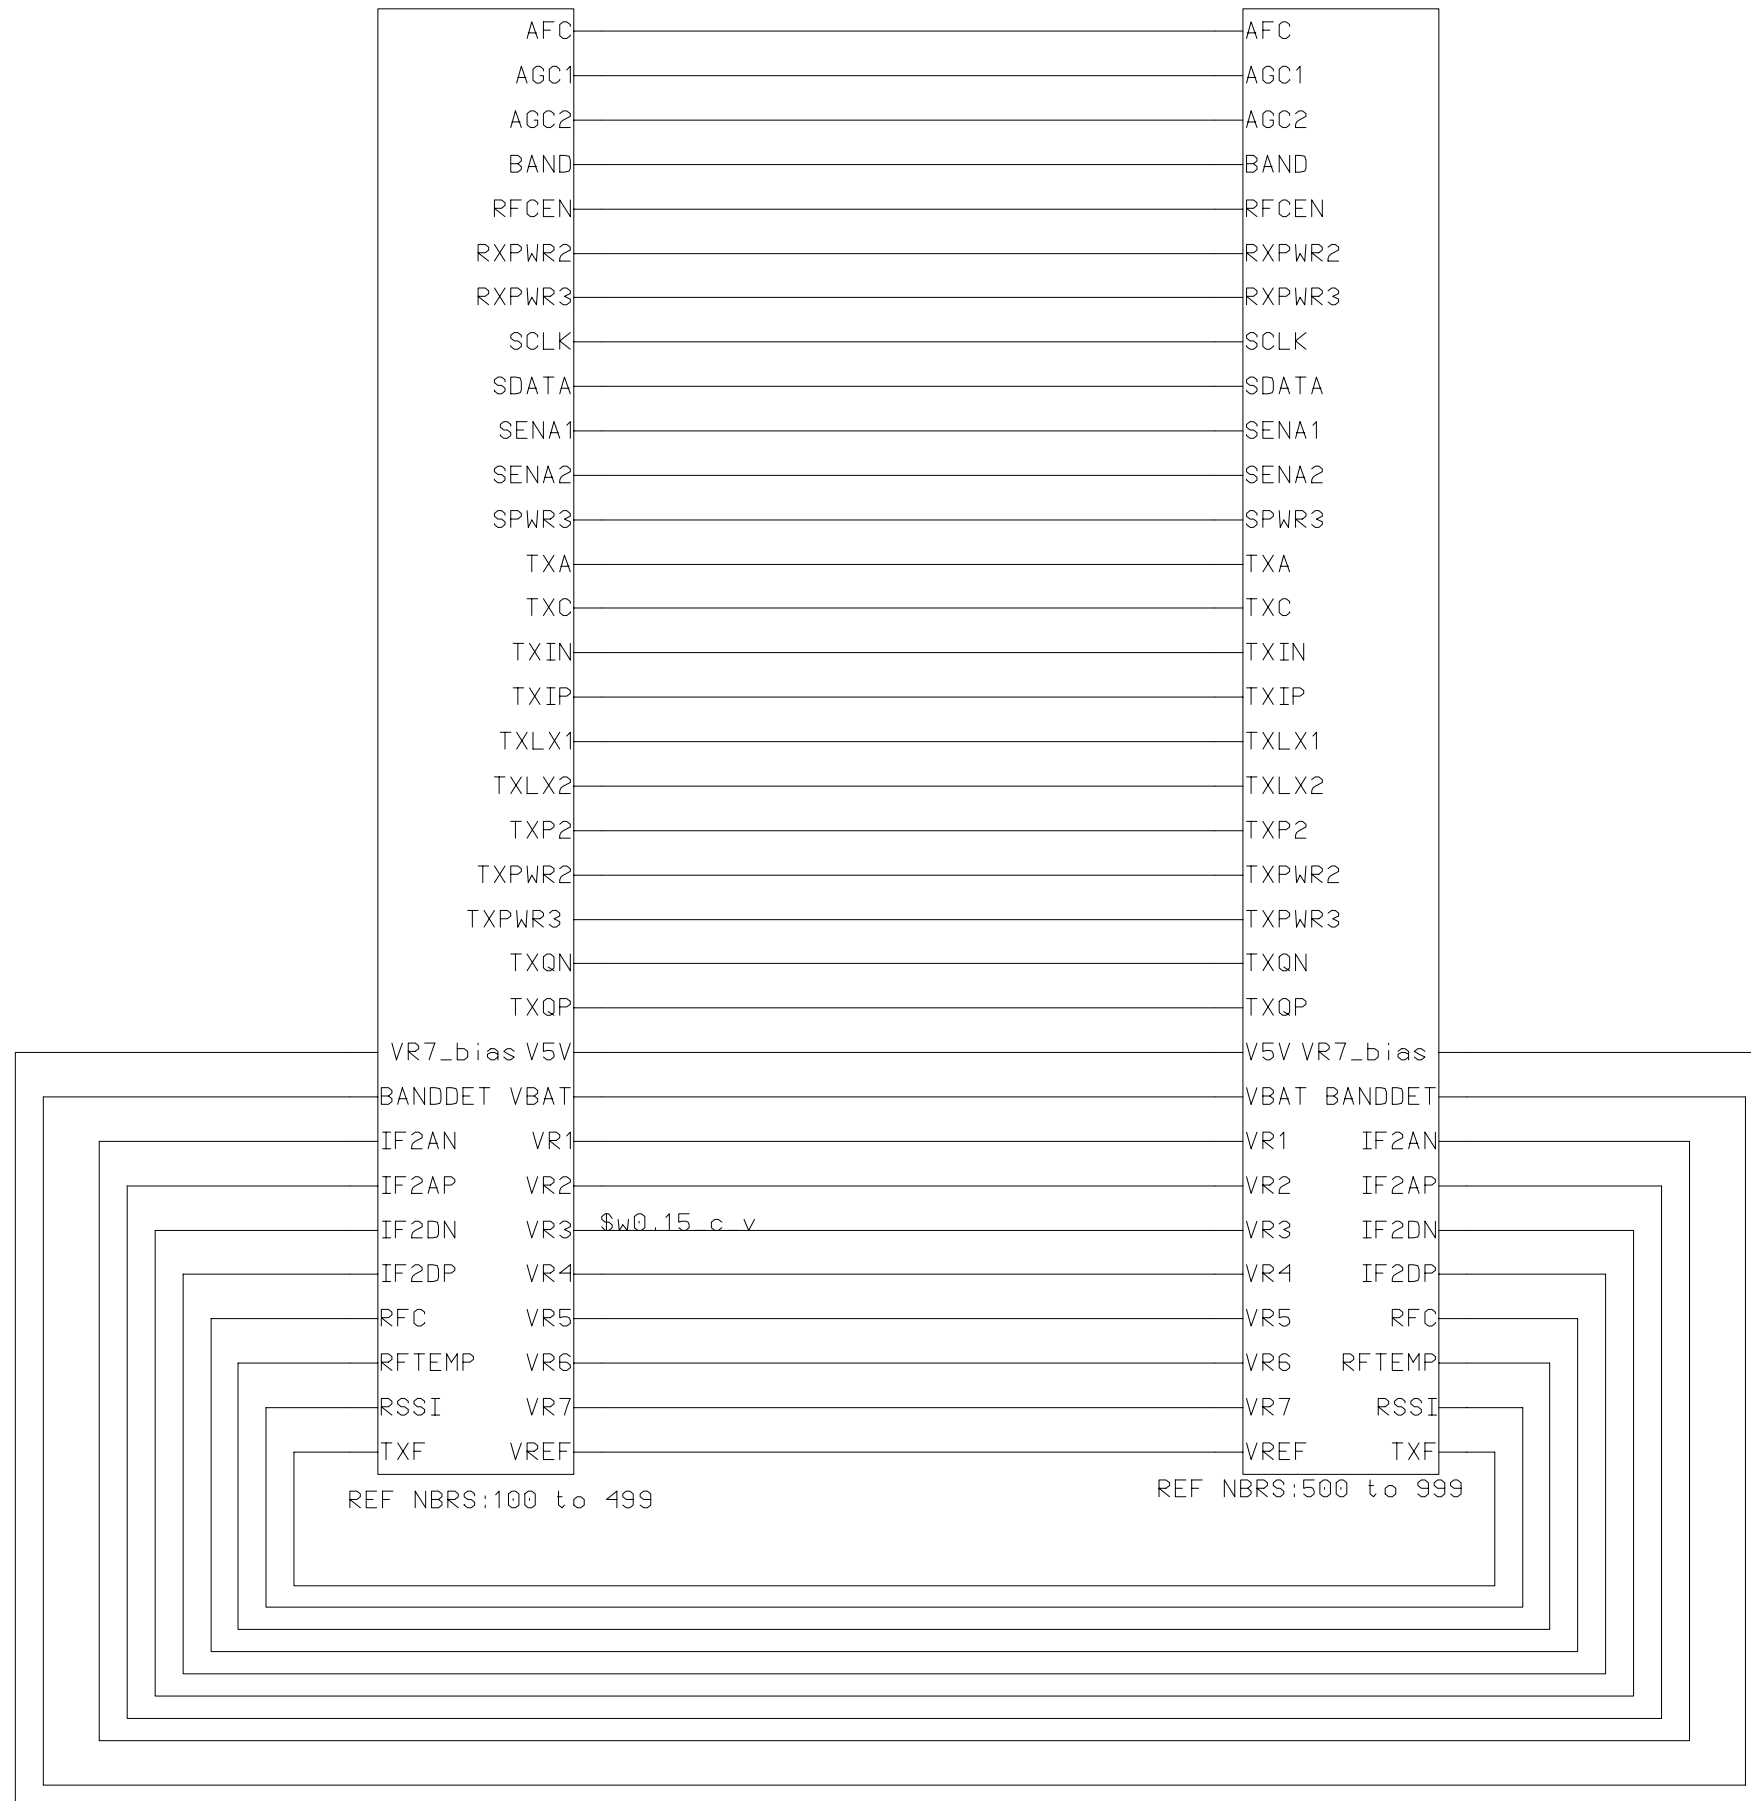 AFC AFC
AGC1 AGC1
AGC2 AGC2
BAND BAND
RFCEN RFCEN
RXPWR2 RXPWR2
RXPWR3 RXPWR3
SCLK SCLK
SDATA SDATA
SENA1 SENA1
SENA2 SENA2
SPWR3 SPWR3
TXA TXA
TXC TXC
TXIN TXIN
TXIP TXIP
TXLX1 TXLX1
TXLX2 TXLX2
TXP2 TXP2
TXPWR2 TXPWR2
TXPWR3 TXPWR3
TXQN TXQN
TXQP TXQP
VR7_bias V5V V5V VR7_bias
BANDDET VBAT VBAT BANDDET
IF2AN VR1 VR1 IF2AN
IF2AP VR2 VR2 IF2AP
$w0.15_c_v
IF2DN VR3 VR3 IF2DN
IF2DP VR4 VR4 IF2DP
RFC VR5 VR5 RFC
RFTEMP VR6 VR6 RFTEMP
RSSI VR7 VR7 RSSI
TXF VREF VREF TXF
REF NBRS:100 to 499 REF NBRS:500 to 999